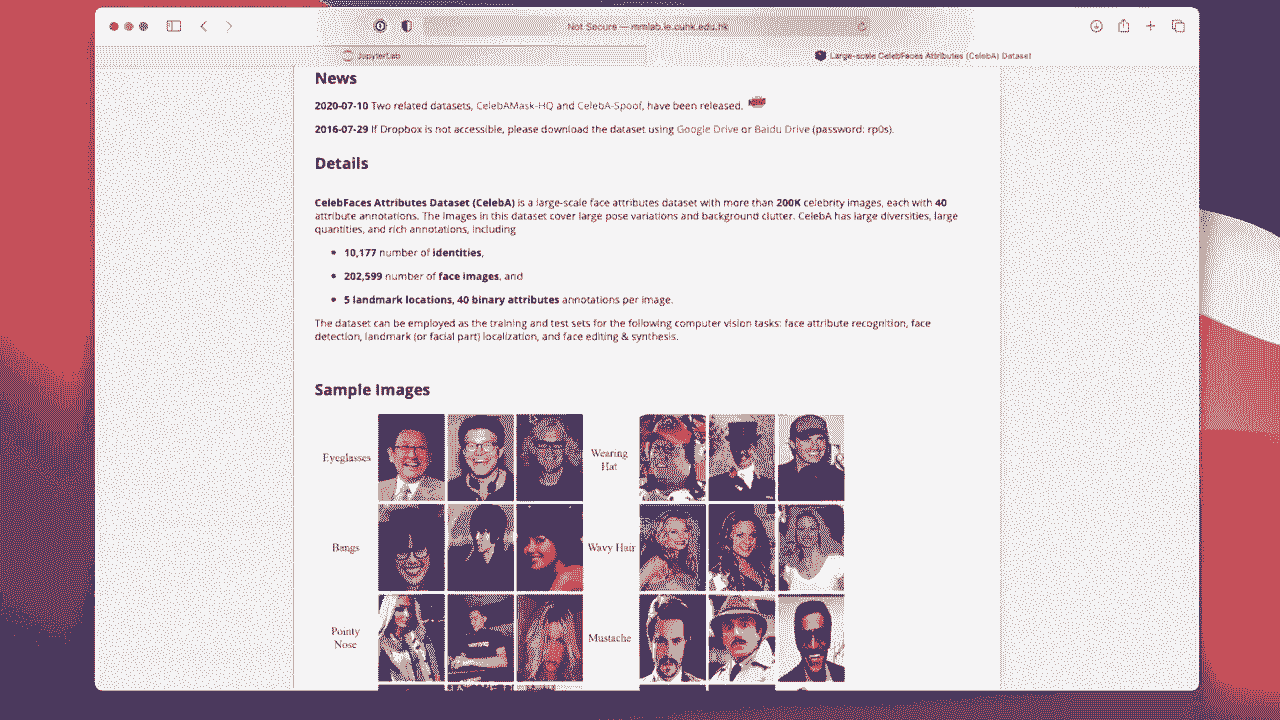 Not Secure — mmlab.ie.cuhk.edu.hk
JupyterLab
Large-scale CelebFaces Attributes (CelebA) Dataset
News
2020-07-10 Two related datasets, CelebAMask-HQ and CelebA-Spoof, have been released.
2016-07-29 If Dropbox is not accessible, please download the dataset using Google Drive or Baidu Drive (password: rp0s).
Details
CelebFaces Attributes Dataset (CelebA) is a large-scale face attributes dataset with more than 200K celebrity images, each with 40
attribute annotations. The images in this dataset cover large pose variations and background clutter. CelebA has large diversities, large
quantities, and rich annotations, including
10,177 number of identities,
202,599 number of face images, and
5 landmark locations, 40 binary attributes annotations per image.
The dataset can be employed as the training and test sets for the following computer vision tasks: face attribute recognition, face
detection, landmark (or facial part) localization, and face editing & synthesis.
Sample Images
Eyeglasses
Wearing
Hat
Bangs
Wavy Hair
Pointy
Nose
Mustache